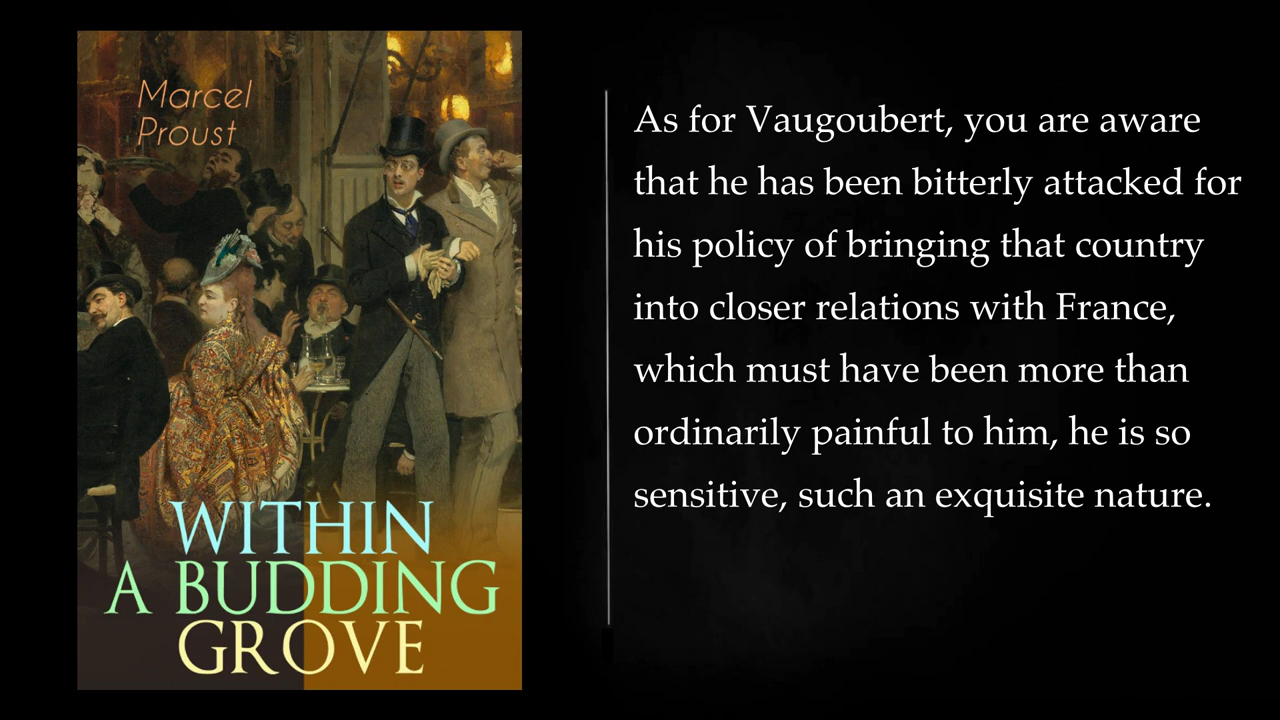 Marcel
Proust
WITHIN
A BUDDING
GROVE
As for Vaugoubert, you are aware
that he has been bitterly attacked for
his policy of bringing that country
into closer relations with France,
which must have been more than
ordinarily painful to him, he is so
sensitive, such an exquisite nature.